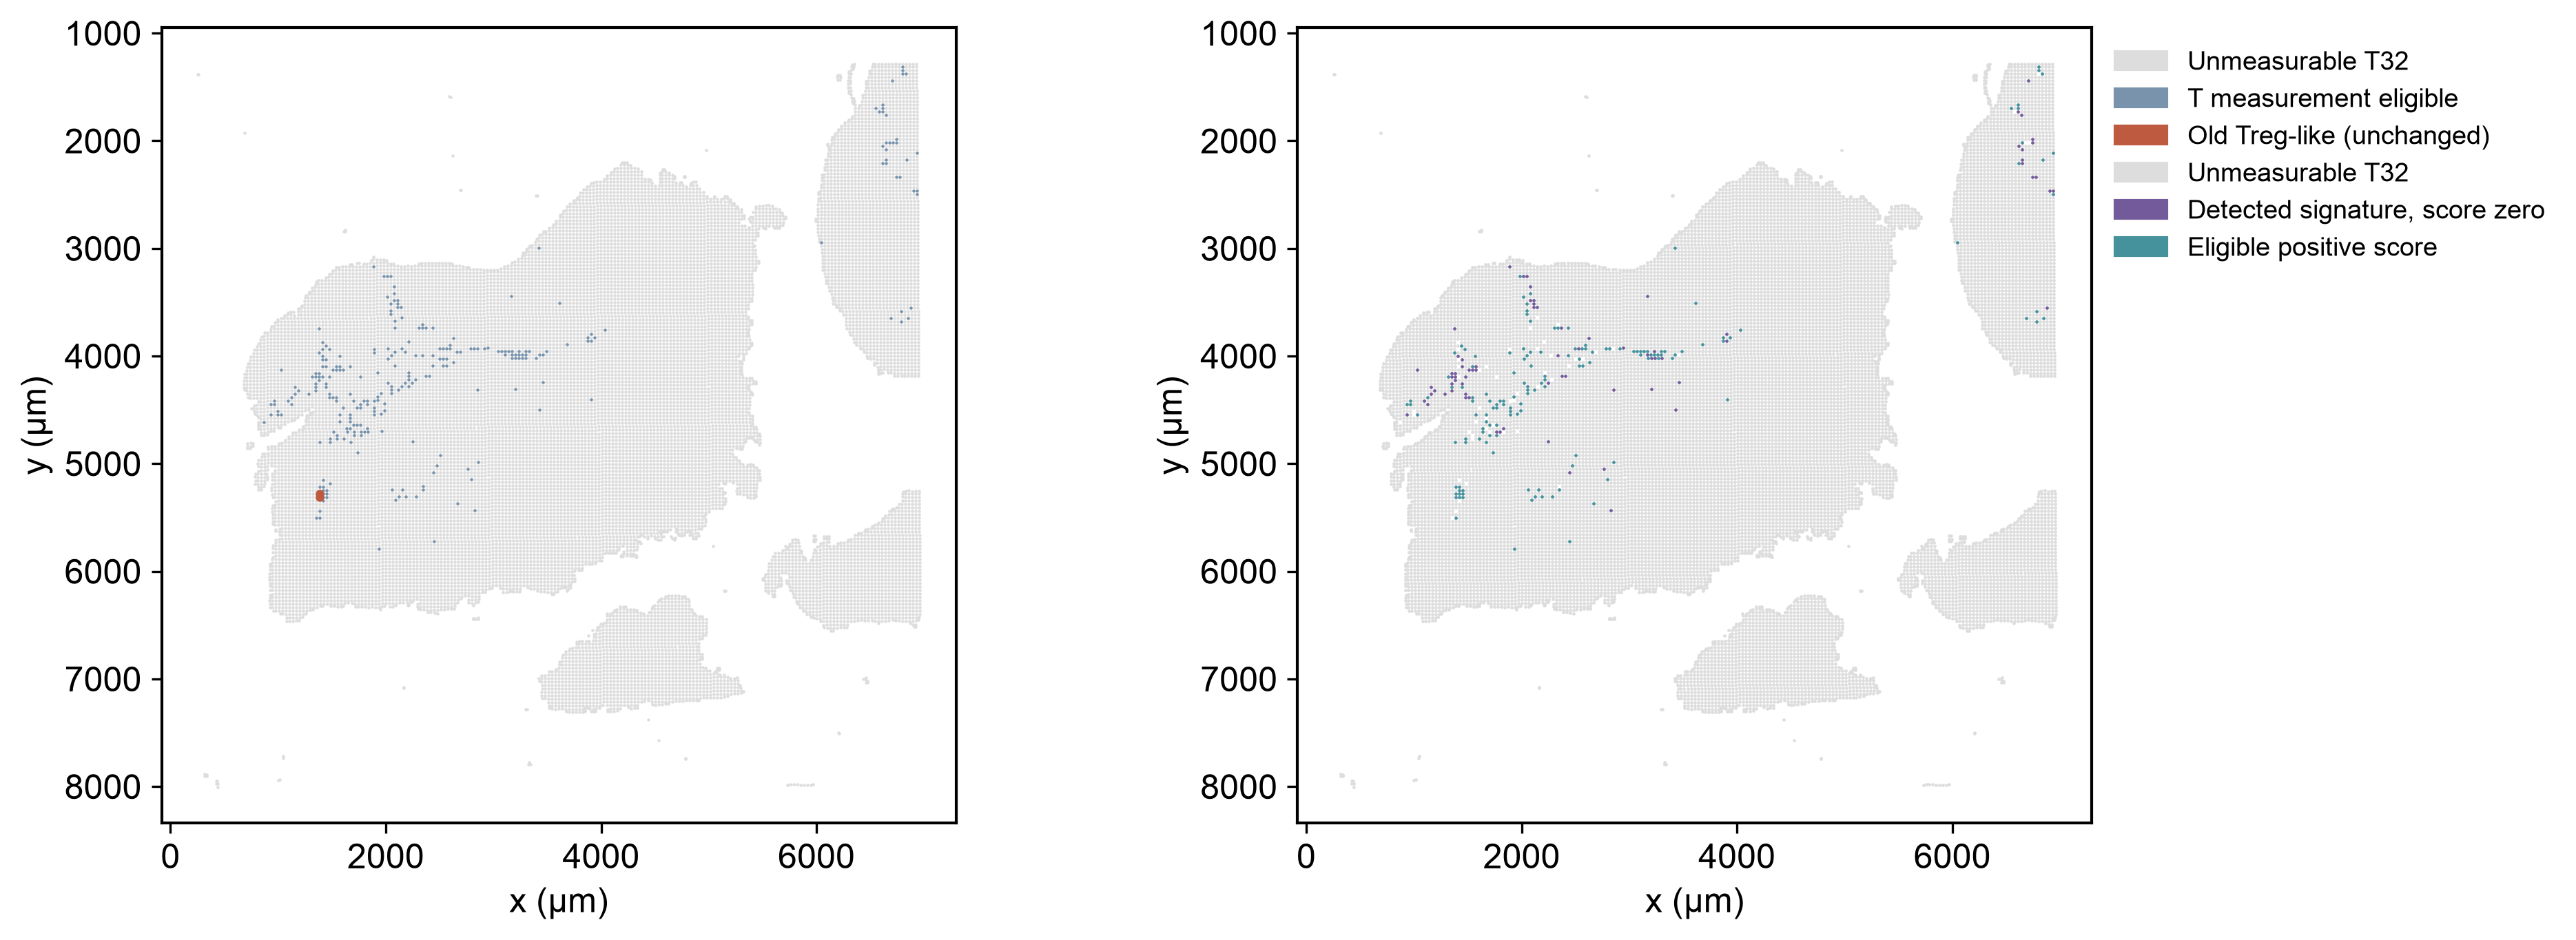 1000
2000
3000
4000
5000
6000
7000
8000
y (µm)
0
2000
4000
6000
x (µm)
1000
2000
3000
4000
5000
6000
7000
8000
y (µm)
0
2000
4000
6000
x (µm)
Unmeasurable T32
T measurement eligible
Old Treg-like (unchanged)
Unmeasurable T32
Detected signature, score zero
Eligible positive score